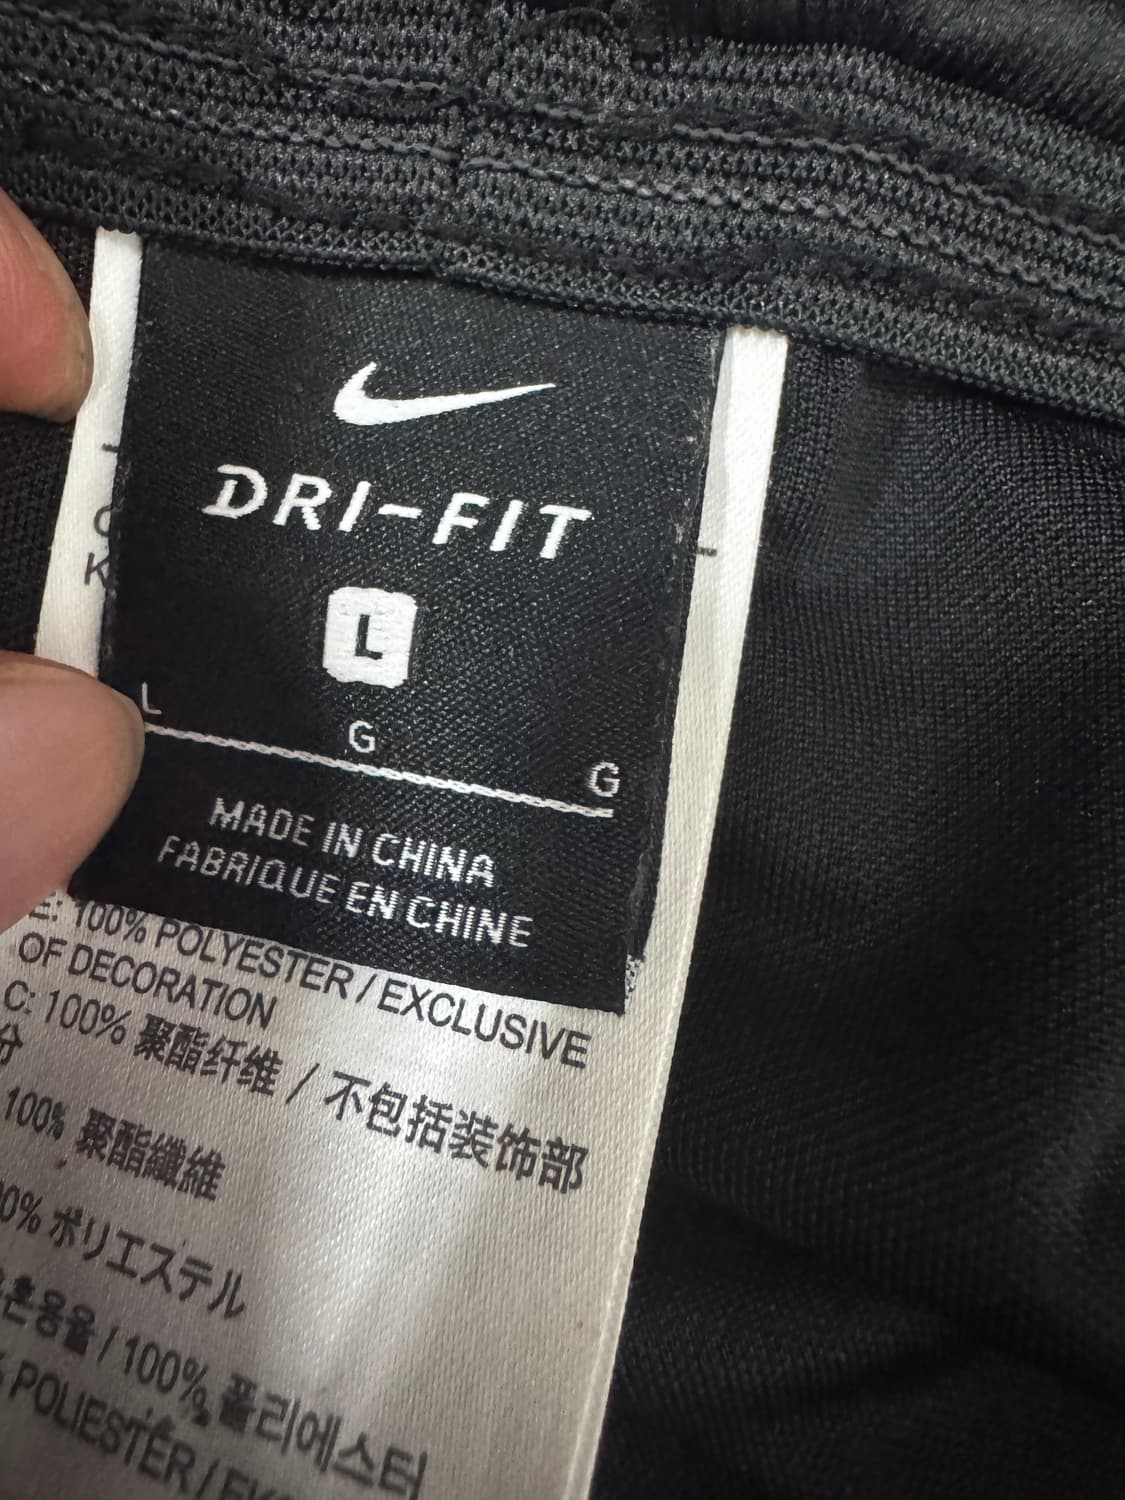 DRI-FIT
L
L G G
MADE IN CHINA
FABRIQUE EN CHINE
100% POLYESTER / EXCLUSIVE
OF DECORATION
C: 100% 聚酯纤维 / 不包括装饰部
分
100% 聚酯纖維
00% ポリエステル
혼용율 / 100% 폴리에스터
% POLIESTER /